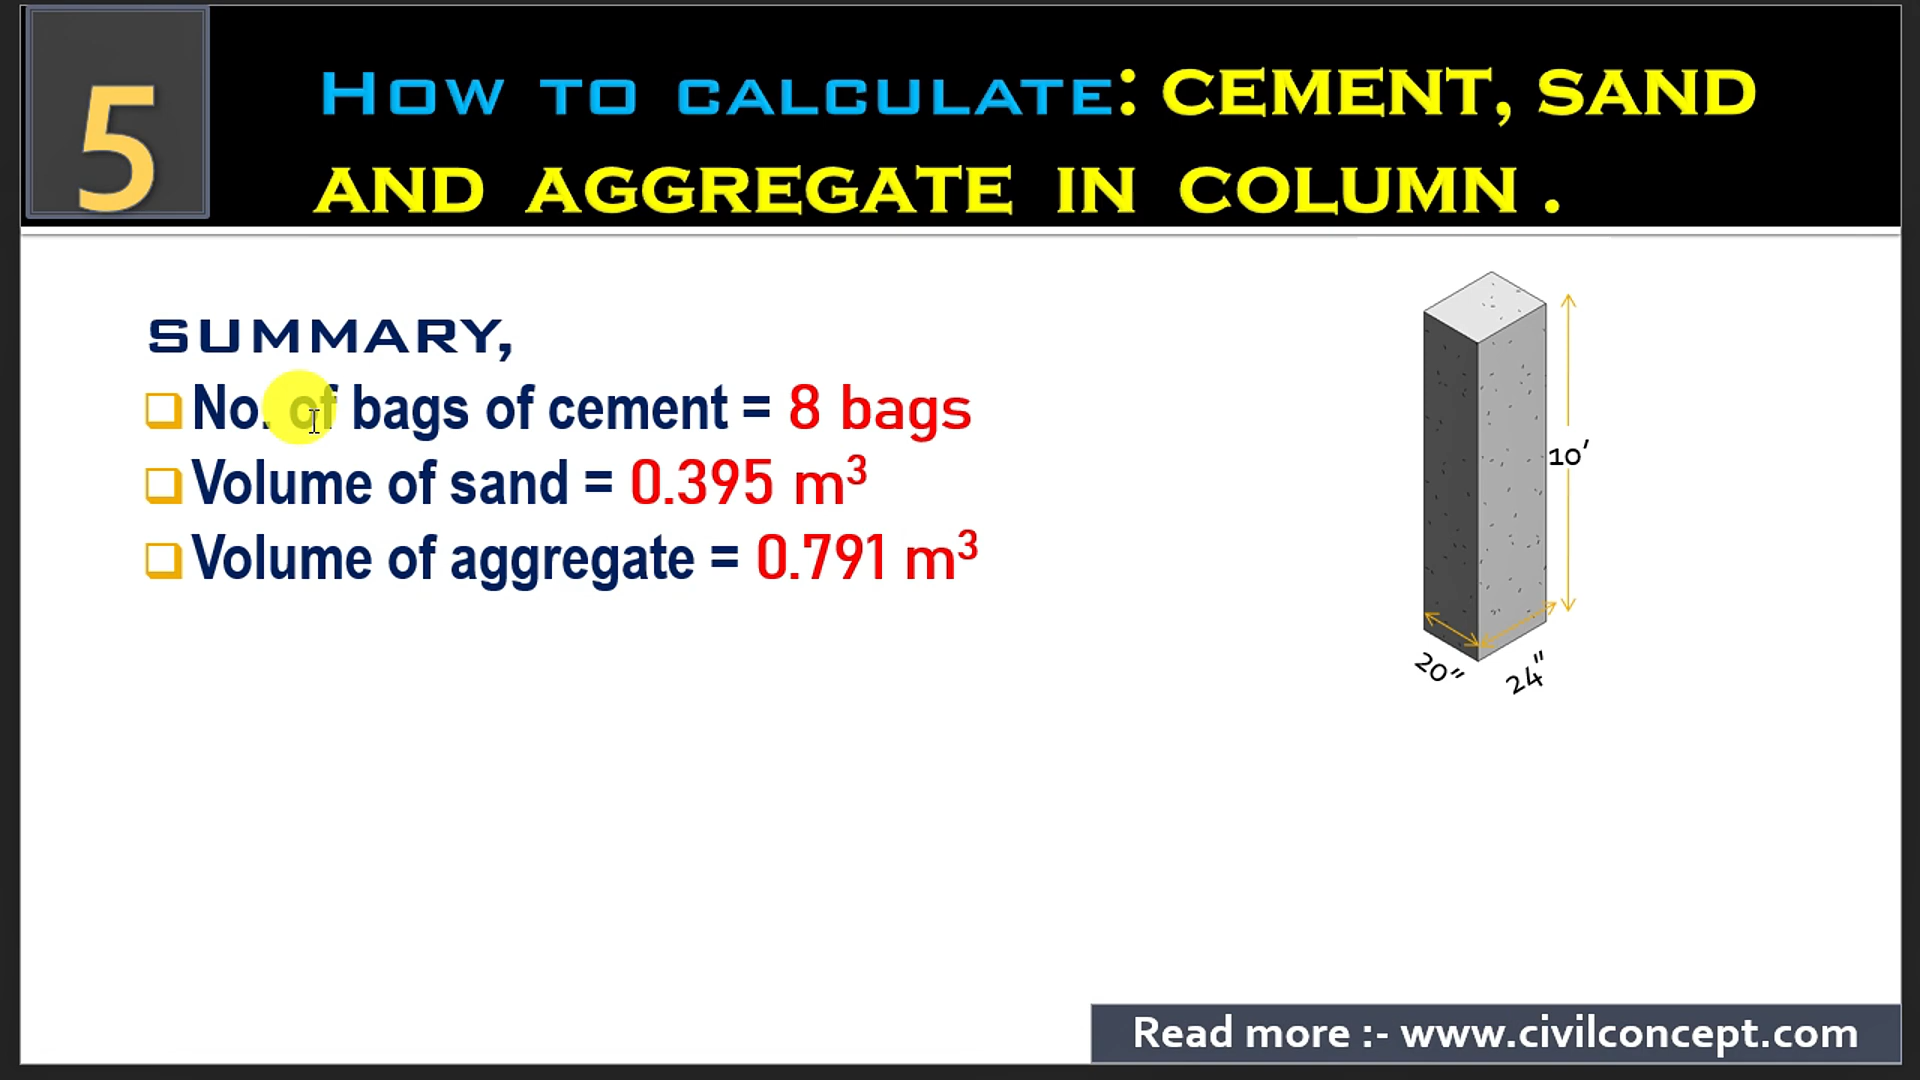 5
HOW TO CALCULATE: CEMENT, SAND
AND AGGREGATE IN COLUMN .
SUMMARY,
❑ No. of bags of cement = 8 bags
❑ Volume of sand = 0.395 m³
❑ Volume of aggregate = 0.791 m³
10'
20"
24"
Read more :- www.civilconcept.com